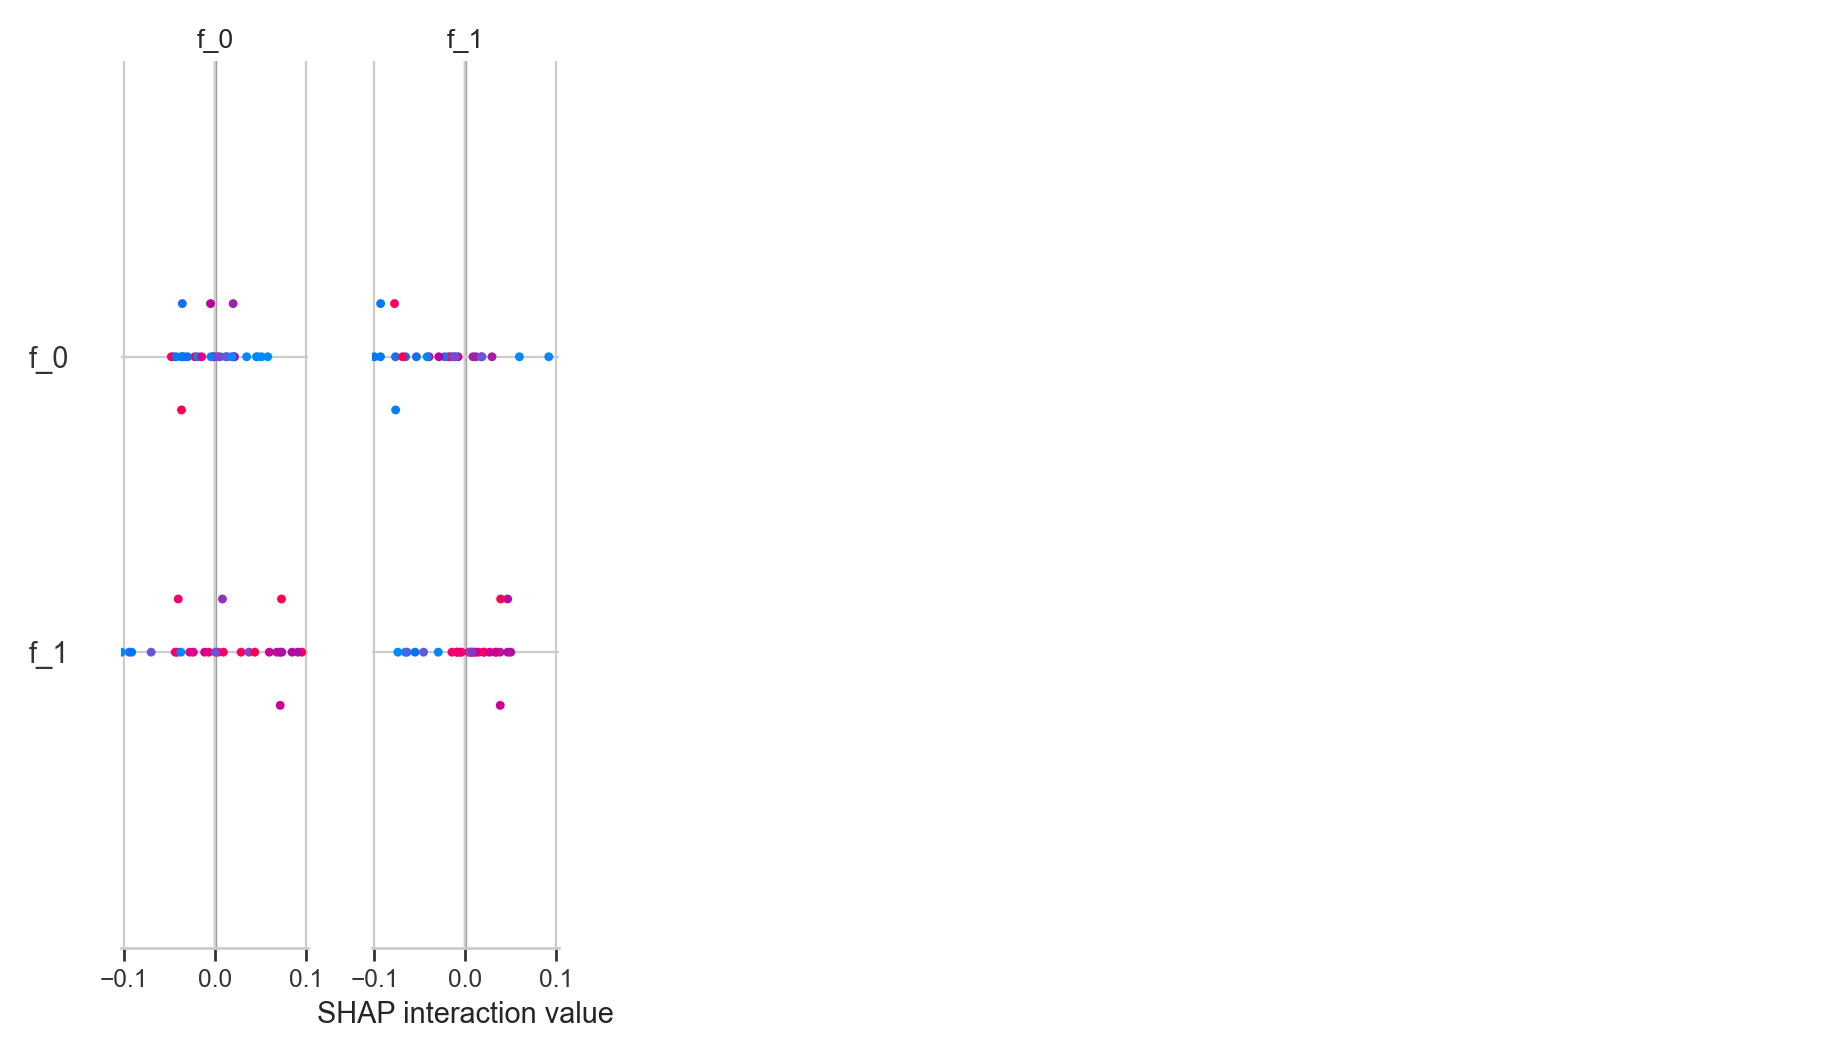 f_0 f_1
f_0
f_1
−0.1 0.0 0.1 −0.1 0.0 0.1
SHAP interaction value